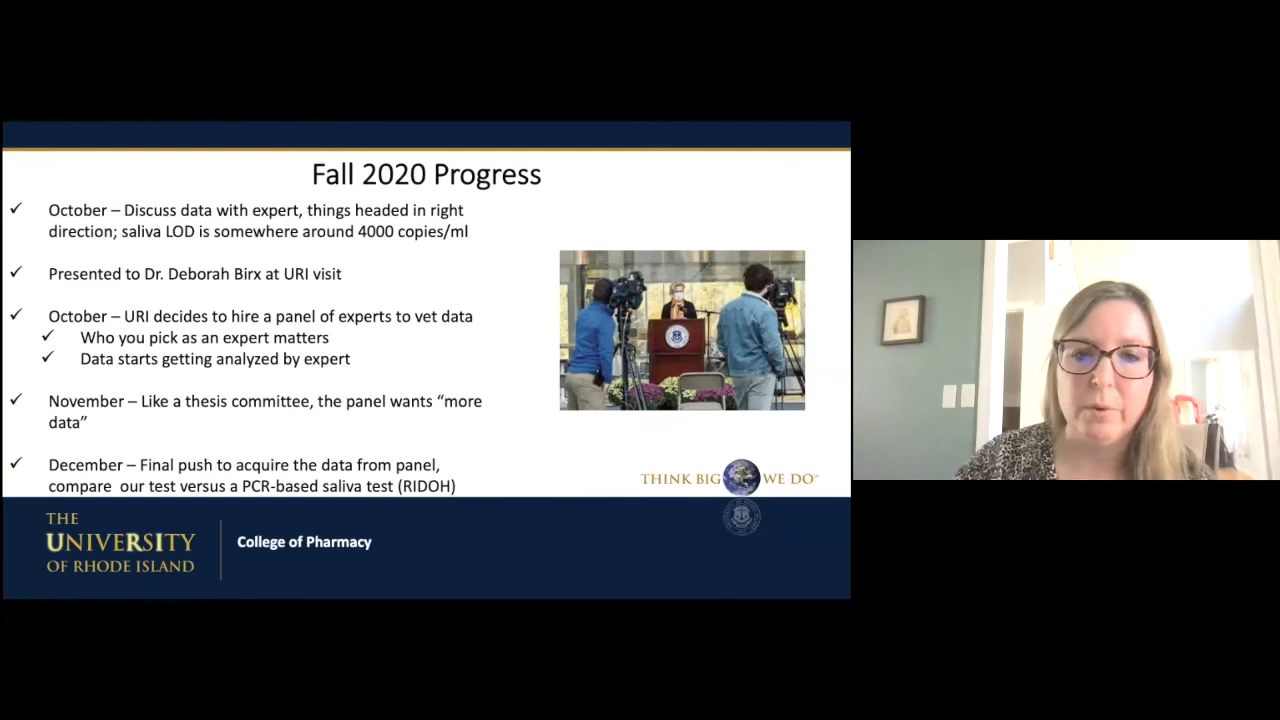 Fall 2020 Progress
✓ October – Discuss data with expert, things headed in right
direction; saliva LOD is somewhere around 4000 copies/ml
✓ Presented to Dr. Deborah Birx at URI visit
✓ October – URI decides to hire a panel of experts to vet data
✓ Who you pick as an expert matters
✓ Data starts getting analyzed by expert
✓ November – Like a thesis committee, the panel wants “more
data”
✓ December – Final push to acquire the data from panel,
compare our test versus a PCR-based saliva test (RIDOH)
THINK BIG WE DO℠
THE
UNIVERSITY
OF RHODE ISLAND
College of Pharmacy